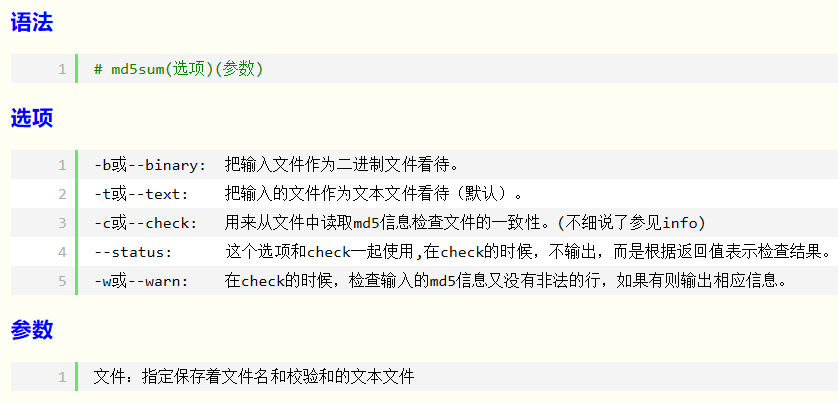 语法
1 # md5sum(选项)(参数)
选项
1 -b或--binary: 把输入文件作为二进制文件看待。
2 -t或--text: 把输入的文件作为文本文件看待（默认）。
3 -c或--check: 用来从文件中读取md5信息检查文件的一致性。(不细说了参见info)
4 --status: 这个选项和check一起使用,在check的时候，不输出，而是根据返回值表示检查结果。
5 -w或--warn: 在check的时候，检查输入的md5信息又没有非法的行，如果有则输出相应信息。
参数
1 文件：指定保存着文件名和校验和的文本文件